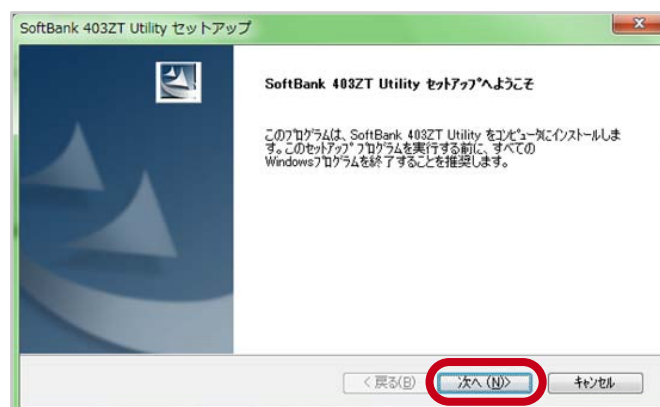 SoftBank 403ZT Utility セットアップ
SoftBank 403ZT Utility セットアップへようこそ
このプログラムは、SoftBank 403ZT Utility をコンピュータにインストールしま
す。このセットアップ プログラムを実行する前に、すべての
Windowsプログラムを終了することを推奨します。
< 戻る(B)
次へ (N)>
キャンセル